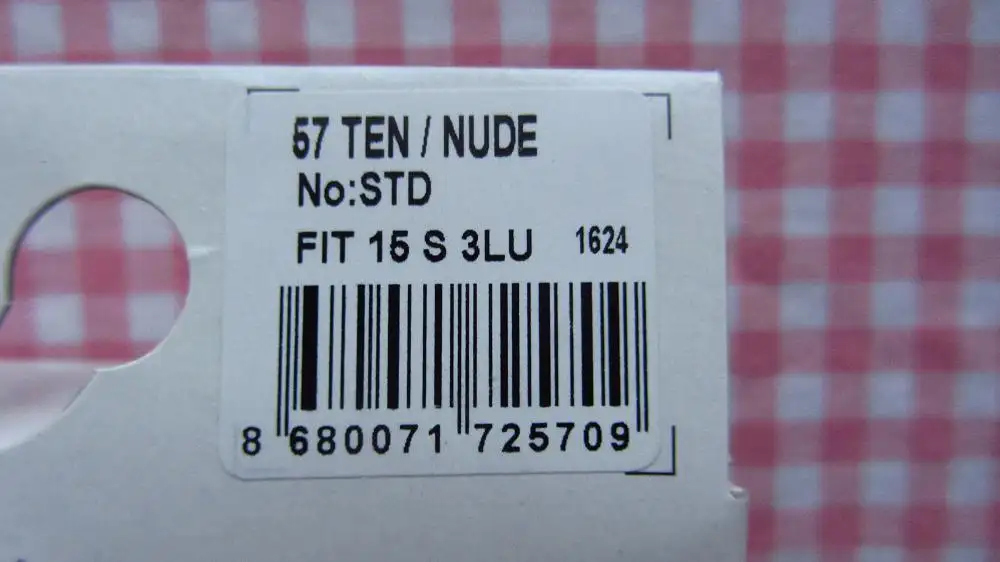 57 TEN / NUDE
No:STD
FIT 15 S 3LU 1624
8 680071 725709